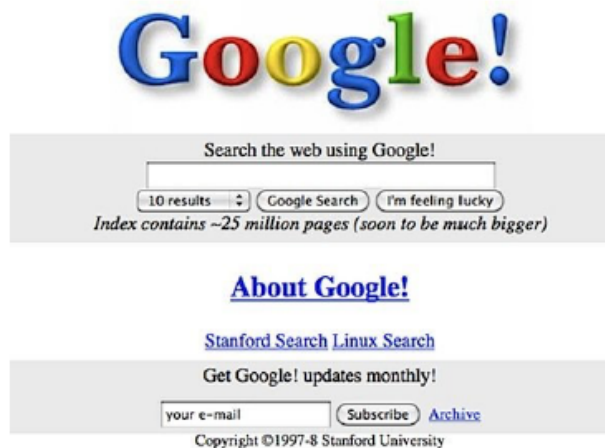 Google!
Search the web using Google!
10 results Google Search I'm feeling lucky
Index contains ~25 million pages (soon to be much bigger)
About Google!
Stanford Search Linux Search
Get Google! updates monthly!
your e-mail Subscribe Archive
Copyright ©1997-8 Stanford University